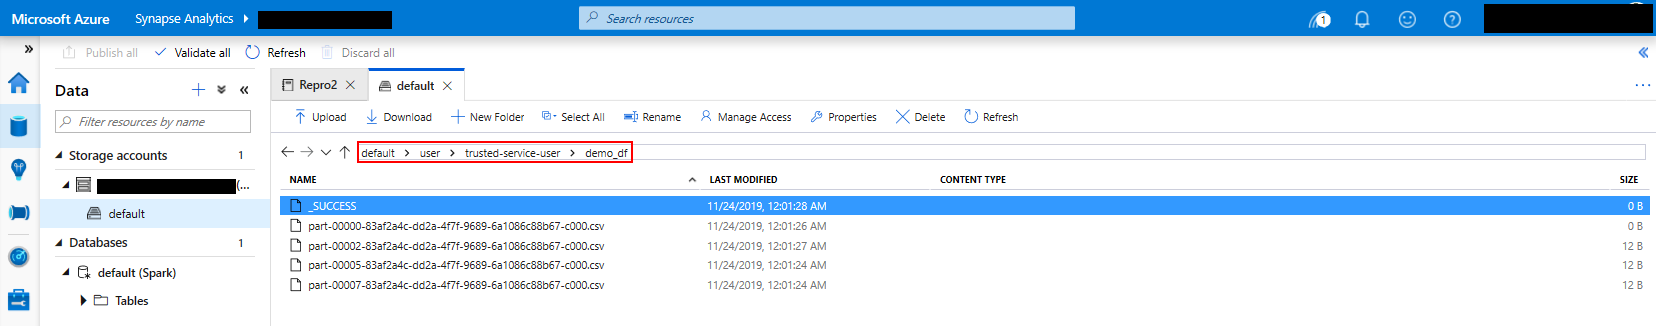 Microsoft Azure Synapse Analytics Search resources 1
Publish all Validate all Refresh Discard all
Data
Repro2 default
Filter resources by name
Upload Download New Folder Select All Rename Manage Access Properties Delete Refresh
Storage accounts 1
default user trusted-service-user demo_df
(...
NAME LAST MODIFIED CONTENT TYPE SIZE
default
_SUCCESS 11/24/2019, 12:01:28 AM 0 B
part-00000-83af2a4c-dd2a-4f7f-9689-6a1086c88b67-c000.csv 11/24/2019, 12:01:26 AM 0 B
Databases 1
part-00002-83af2a4c-dd2a-4f7f-9689-6a1086c88b67-c000.csv 11/24/2019, 12:01:27 AM 12 B
default (Spark)
part-00005-83af2a4c-dd2a-4f7f-9689-6a1086c88b67-c000.csv 11/24/2019, 12:01:24 AM 12 B
part-00007-83af2a4c-dd2a-4f7f-9689-6a1086c88b67-c000.csv 11/24/2019, 12:01:24 AM 12 B
Tables